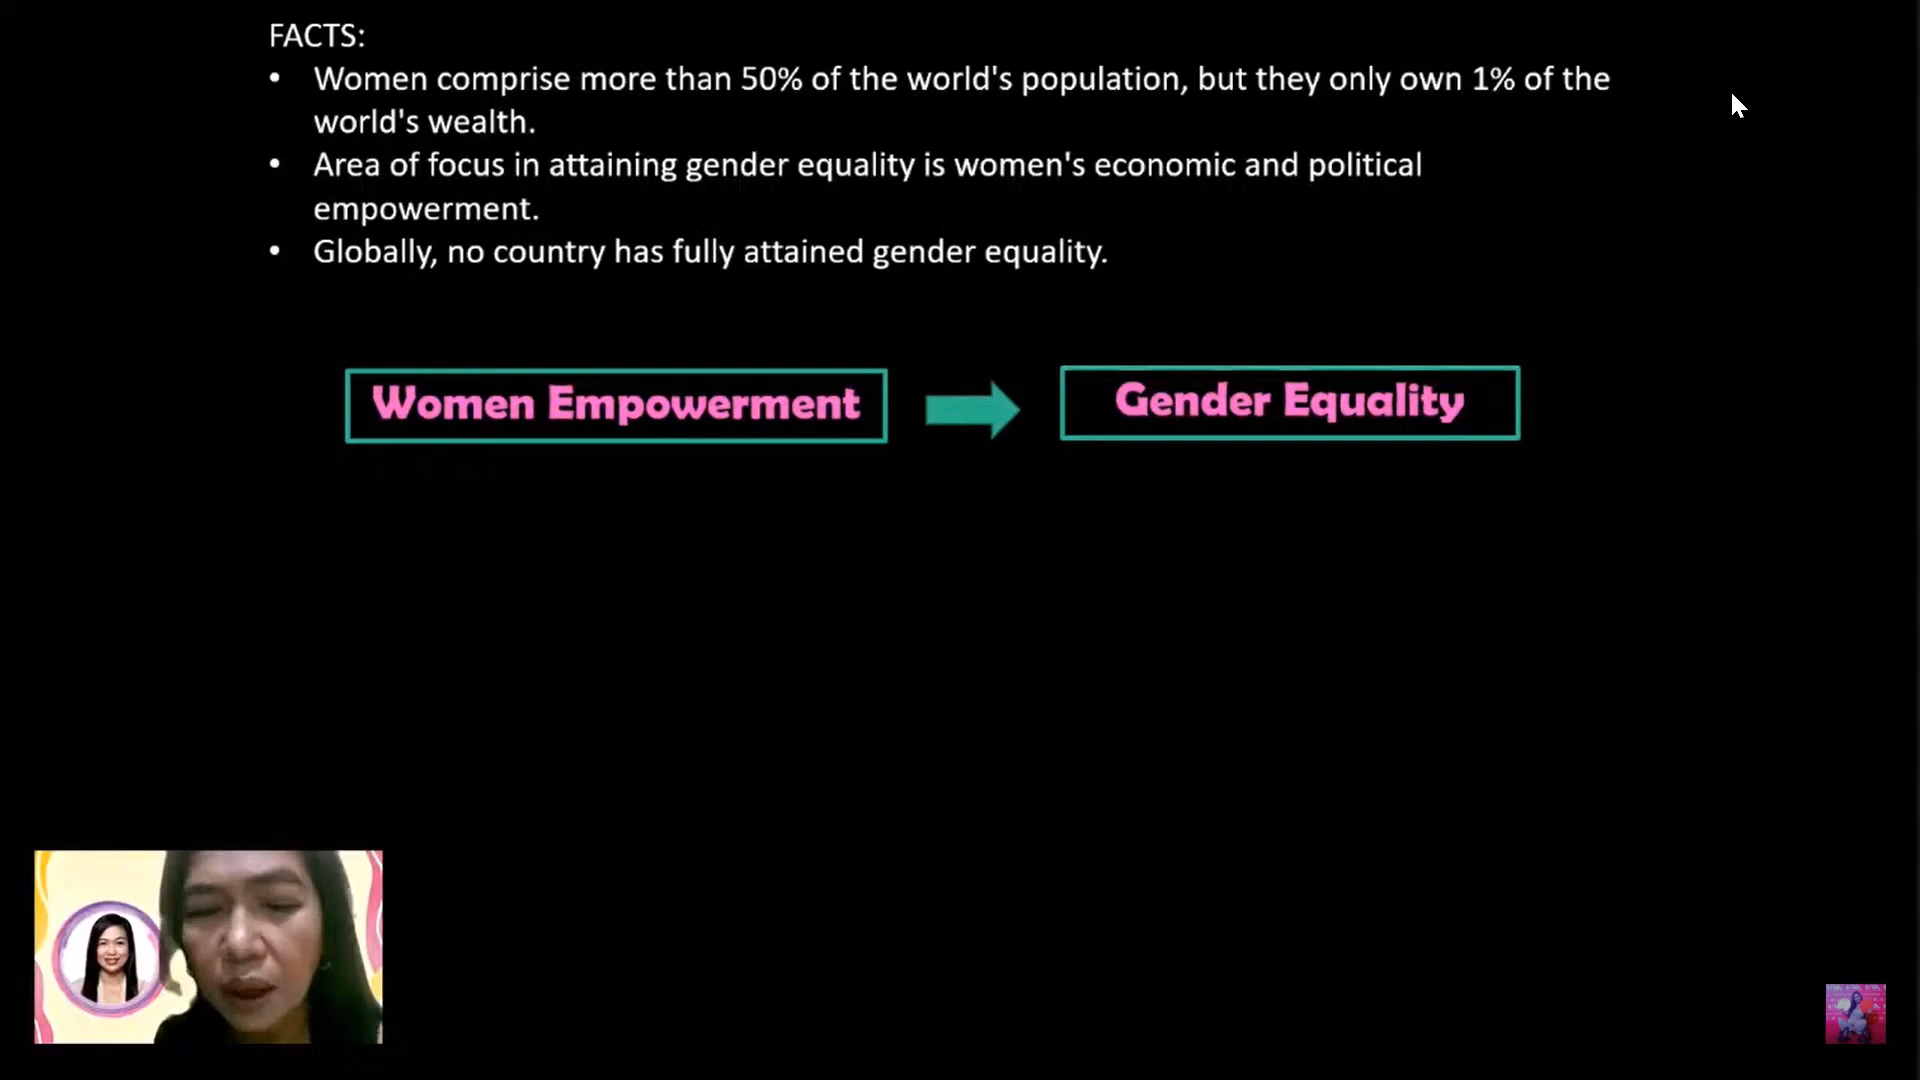 FACTS:
• Women comprise more than 50% of the world's population, but they only own 1% of the
world's wealth.
• Area of focus in attaining gender equality is women's economic and political
empowerment.
• Globally, no country has fully attained gender equality.
Women Empowerment
Gender Equality